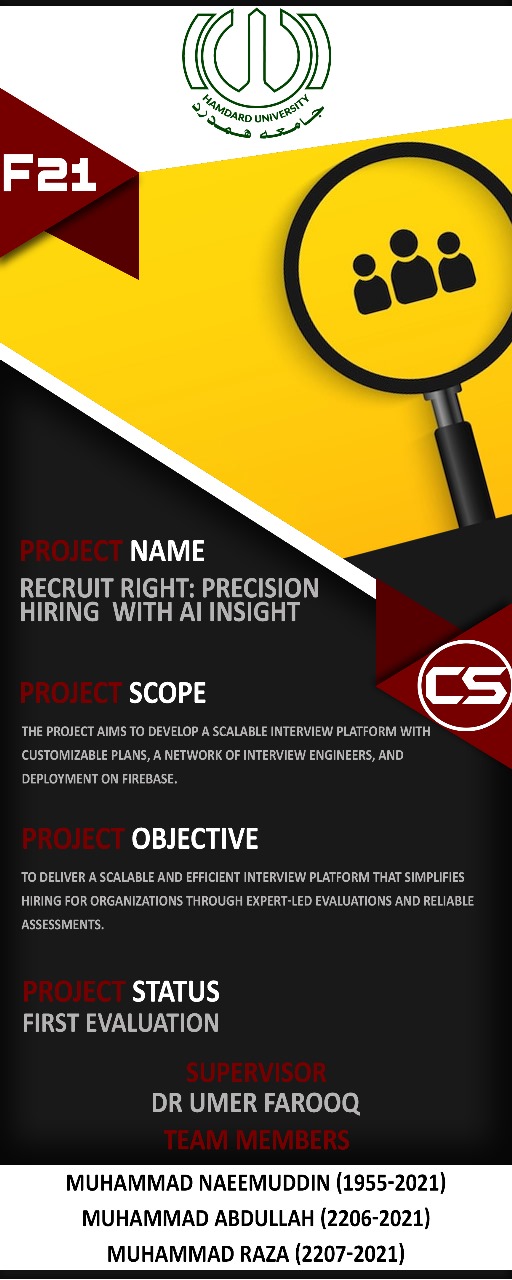 HAMDARD UNIVERSITY
جامعه همدرد
F21
PROJECT NAME
RECRUIT RIGHT: PRECISION
HIRING WITH AI INSIGHT
CS
PROJECT SCOPE
THE PROJECT AIMS TO DEVELOP A SCALABLE INTERVIEW PLATFORM WITH
CUSTOMIZABLE PLANS, A NETWORK OF INTERVIEW ENGINEERS, AND
DEPLOYMENT ON FIREBASE.
PROJECT OBJECTIVE
TO DELIVER A SCALABLE AND EFFICIENT INTERVIEW PLATFORM THAT SIMPLIFIES
HIRING FOR ORGANIZATIONS THROUGH EXPERT-LED EVALUATIONS AND RELIABLE
ASSESSMENTS.
PROJECT STATUS
FIRST EVALUATION
SUPERVISOR
DR UMER FAROOQ
TEAM MEMBERS
MUHAMMAD NAEEMUDDIN (1955-2021)
MUHAMMAD ABDULLAH (2206-2021)
MUHAMMAD RAZA (2207-2021)